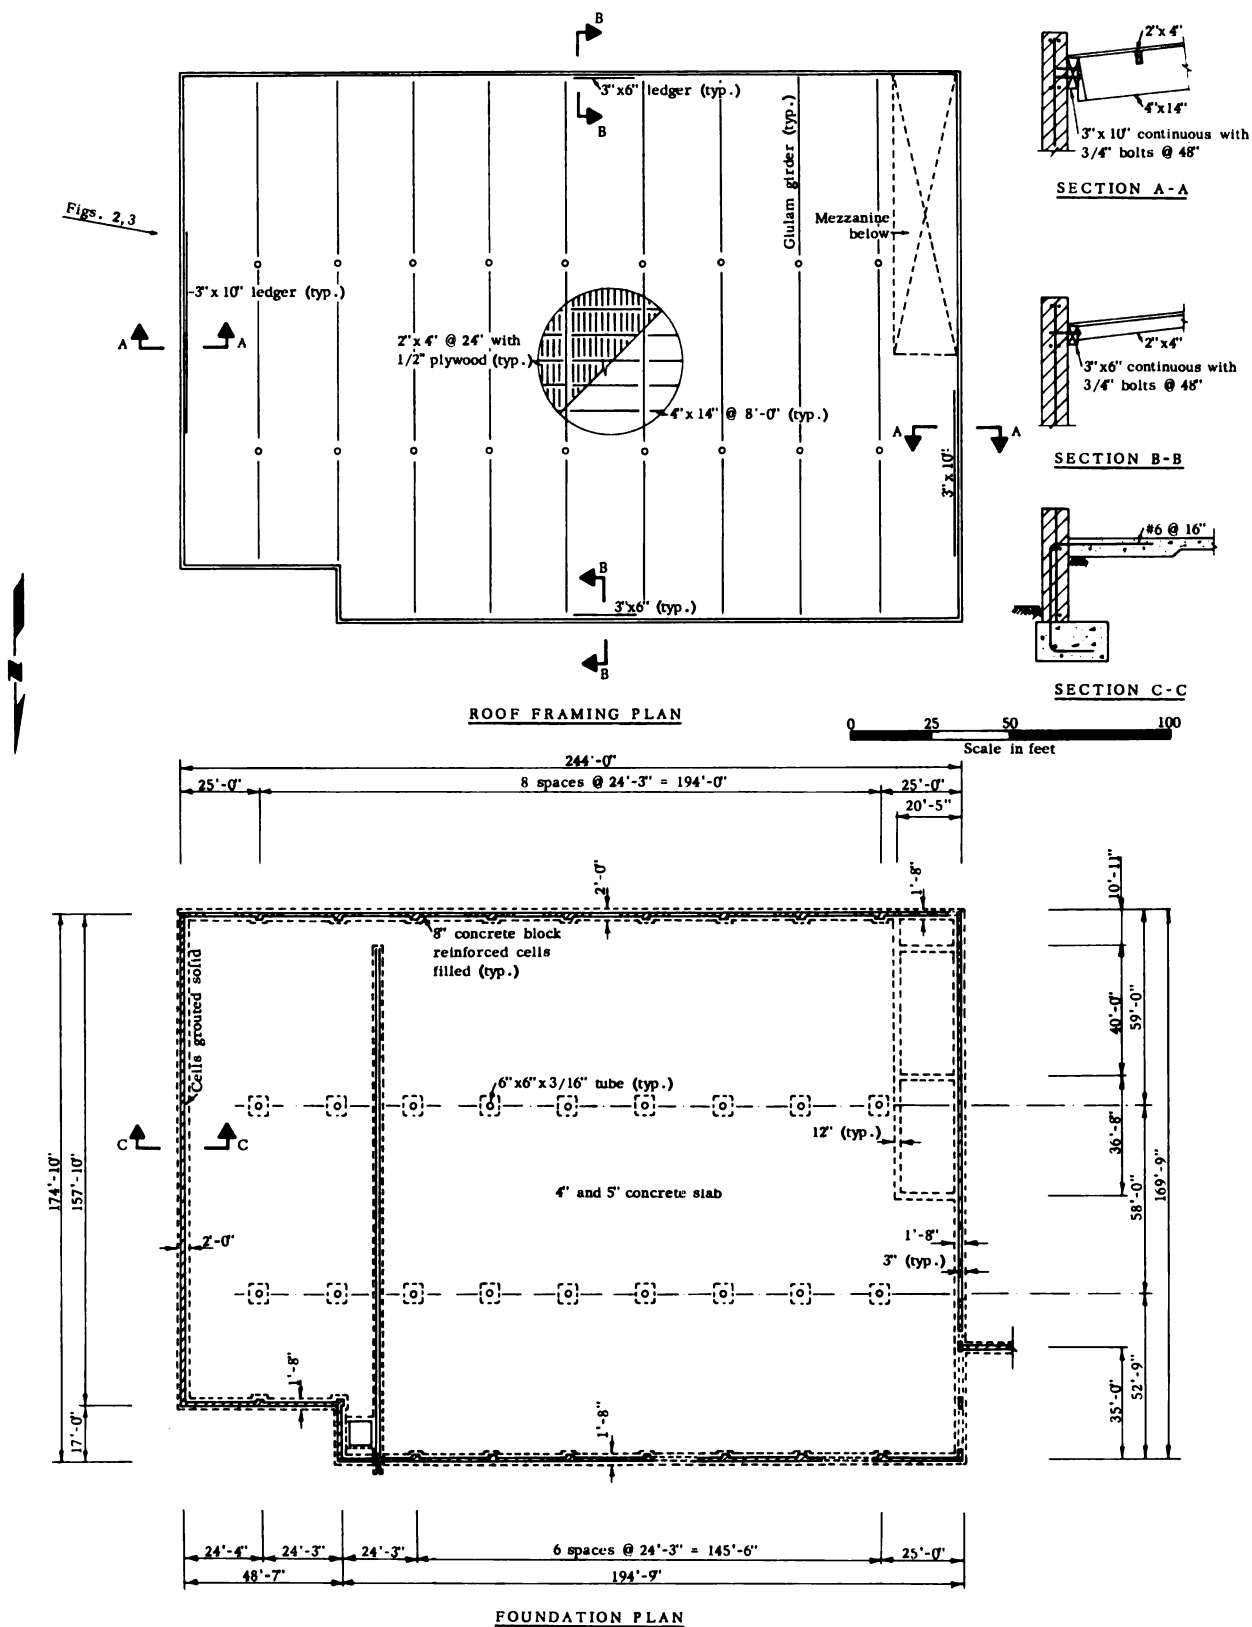 B
3"x6" ledger (typ.)
B
Glulam girder (typ.)
Mezzanine
below
Figs. 2,3
3"x10" ledger (typ.)
A
A
2"x4" @ 24" with
1/2" plywood (typ.)
4"x14" @ 8'-0" (typ.)
A
A
3"x10"
B
3"x6" (typ.)
B
N
ROOF FRAMING PLAN
2"x4"
4"x14"
3"x10" continuous with
3/4" bolts @ 48"
SECTION A-A
2"x4"
3"x6" continuous with
3/4" bolts @ 48"
SECTION B-B
#6 @ 16"
SECTION C-C
0 25 50 100
Scale in feet
244'-0"
25'-0" 8 spaces @ 24'-3" = 194'-0" 25'-0"
20'-5"
2'-0"
1'-8"
10'-11"
8" concrete block
reinforced cells
filled (typ.)
Cells grouted solid
40'-0"
59'-0"
6"x6"x3/16" tube (typ.)
12" (typ.)
C
C
36'-8"
174'-10"
157'-10"
4" and 5" concrete slab
58'-0"
169'-9"
2'-0"
1'-8"
3" (typ.)
1'-8"
1'-8"
35'-0"
52'-9"
17'-0"
24'-4" 24'-3" 24'-3" 6 spaces @ 24'-3" = 145'-6" 25'-0"
48'-7" 194'-9"
FOUNDATION PLAN